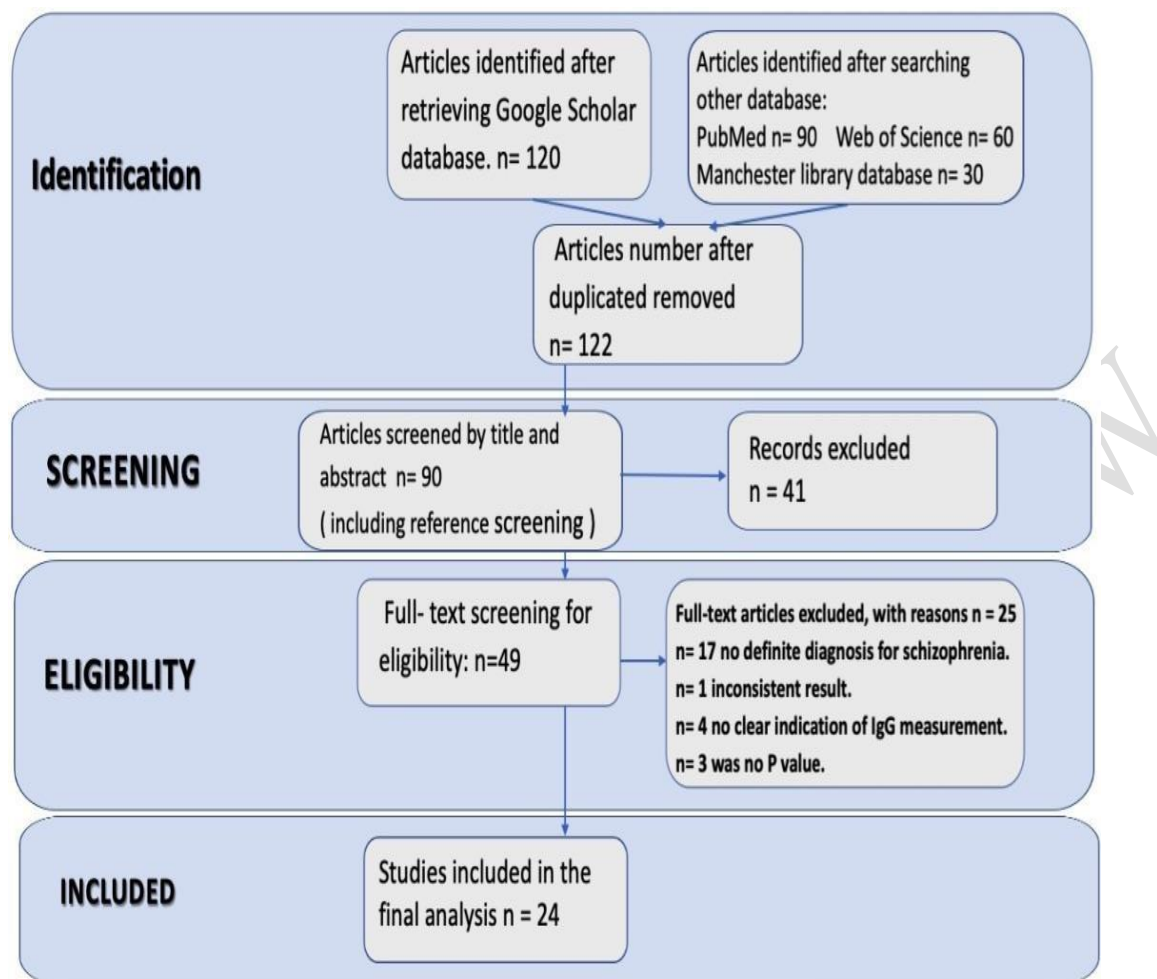 Identification
Articles identified after
retrieving Google Scholar
database. n= 120
Articles identified after searching
other database:
PubMed n= 90 Web of Science n= 60
Manchester library database n= 30
Articles number after
duplicated removed
n= 122
SCREENING
Articles screened by title and
abstract n= 90
( including reference screening )
Records excluded
n = 41
ELIGIBILITY
Full- text screening for
eligibility: n=49
Full-text articles excluded, with reasons n = 25
n= 17 no definite diagnosis for schizophrenia.
n= 1 inconsistent result.
n= 4 no clear indication of IgG measurement.
n= 3 was no P value.
INCLUDED
Studies included in the
final analysis n = 24